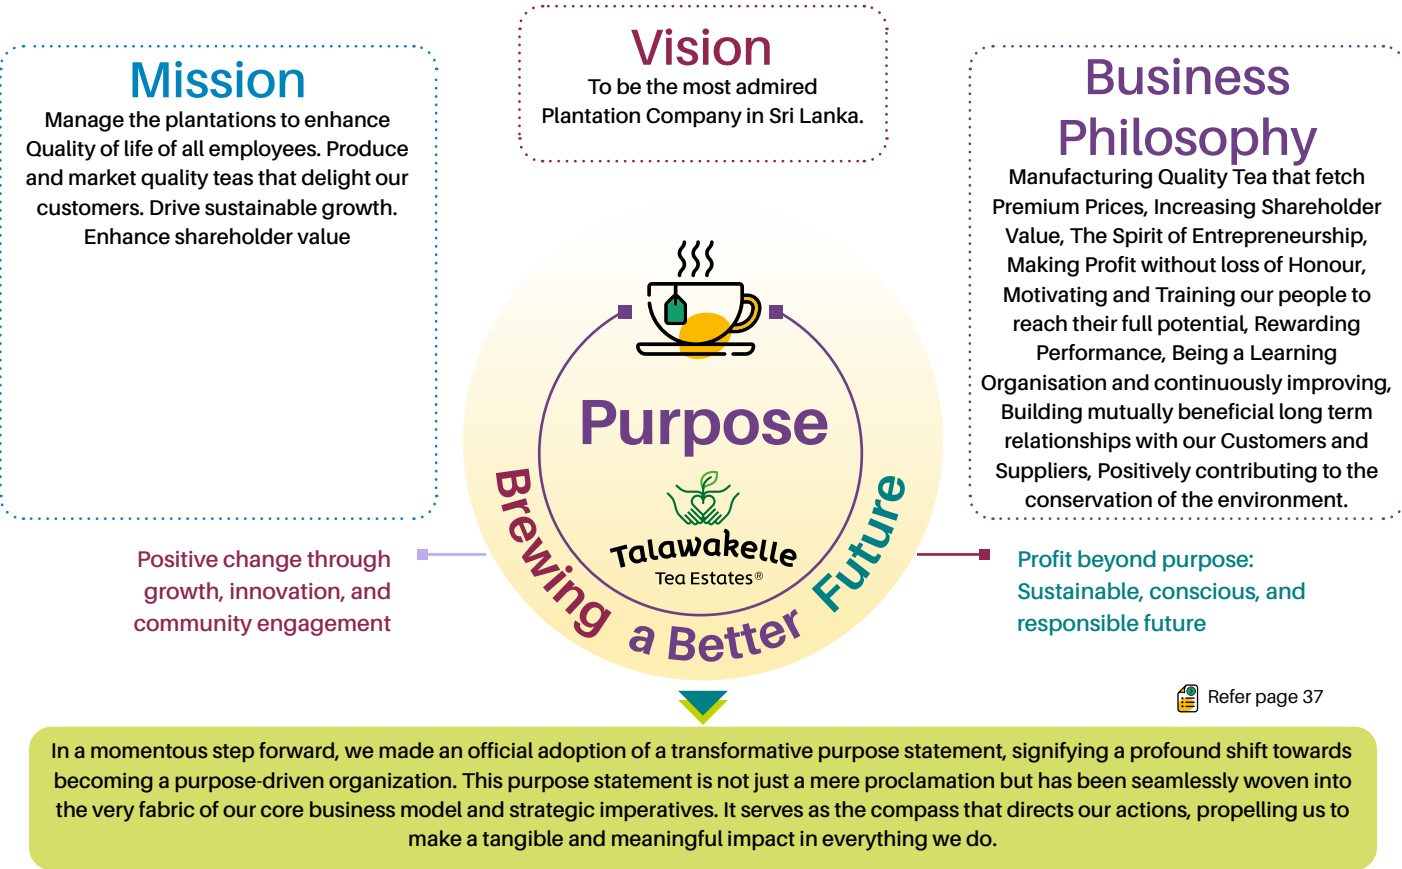 Vision
To be the most admired
Plantation Company in Sri Lanka.
Mission
Manage the plantations to enhance
Quality of life of all employees. Produce
and market quality teas that delight our
customers. Drive sustainable growth.
Enhance shareholder value
Business
Philosophy
Manufacturing Quality Tea that fetch
Premium Prices, Increasing Shareholder
Value, The Spirit of Entrepreneurship,
Making Profit without loss of Honour,
Motivating and Training our people to
reach their full potential, Rewarding
Performance, Being a Learning
Organisation and continuously improving,
Building mutually beneficial long term
relationships with our Customers and
Suppliers, Positively contributing to the
conservation of the environment.
Purpose
Talawakelle
Tea Estates®
Brewing a Better Future
Positive change through
growth, innovation, and
community engagement
Profit beyond purpose:
Sustainable, conscious, and
responsible future
Refer page 37
In a momentous step forward, we made an official adoption of a transformative purpose statement, signifying a profound shift towards
becoming a purpose-driven organization. This purpose statement is not just a mere proclamation but has been seamlessly woven into
the very fabric of our core business model and strategic imperatives. It serves as the compass that directs our actions, propelling us to
make a tangible and meaningful impact in everything we do.